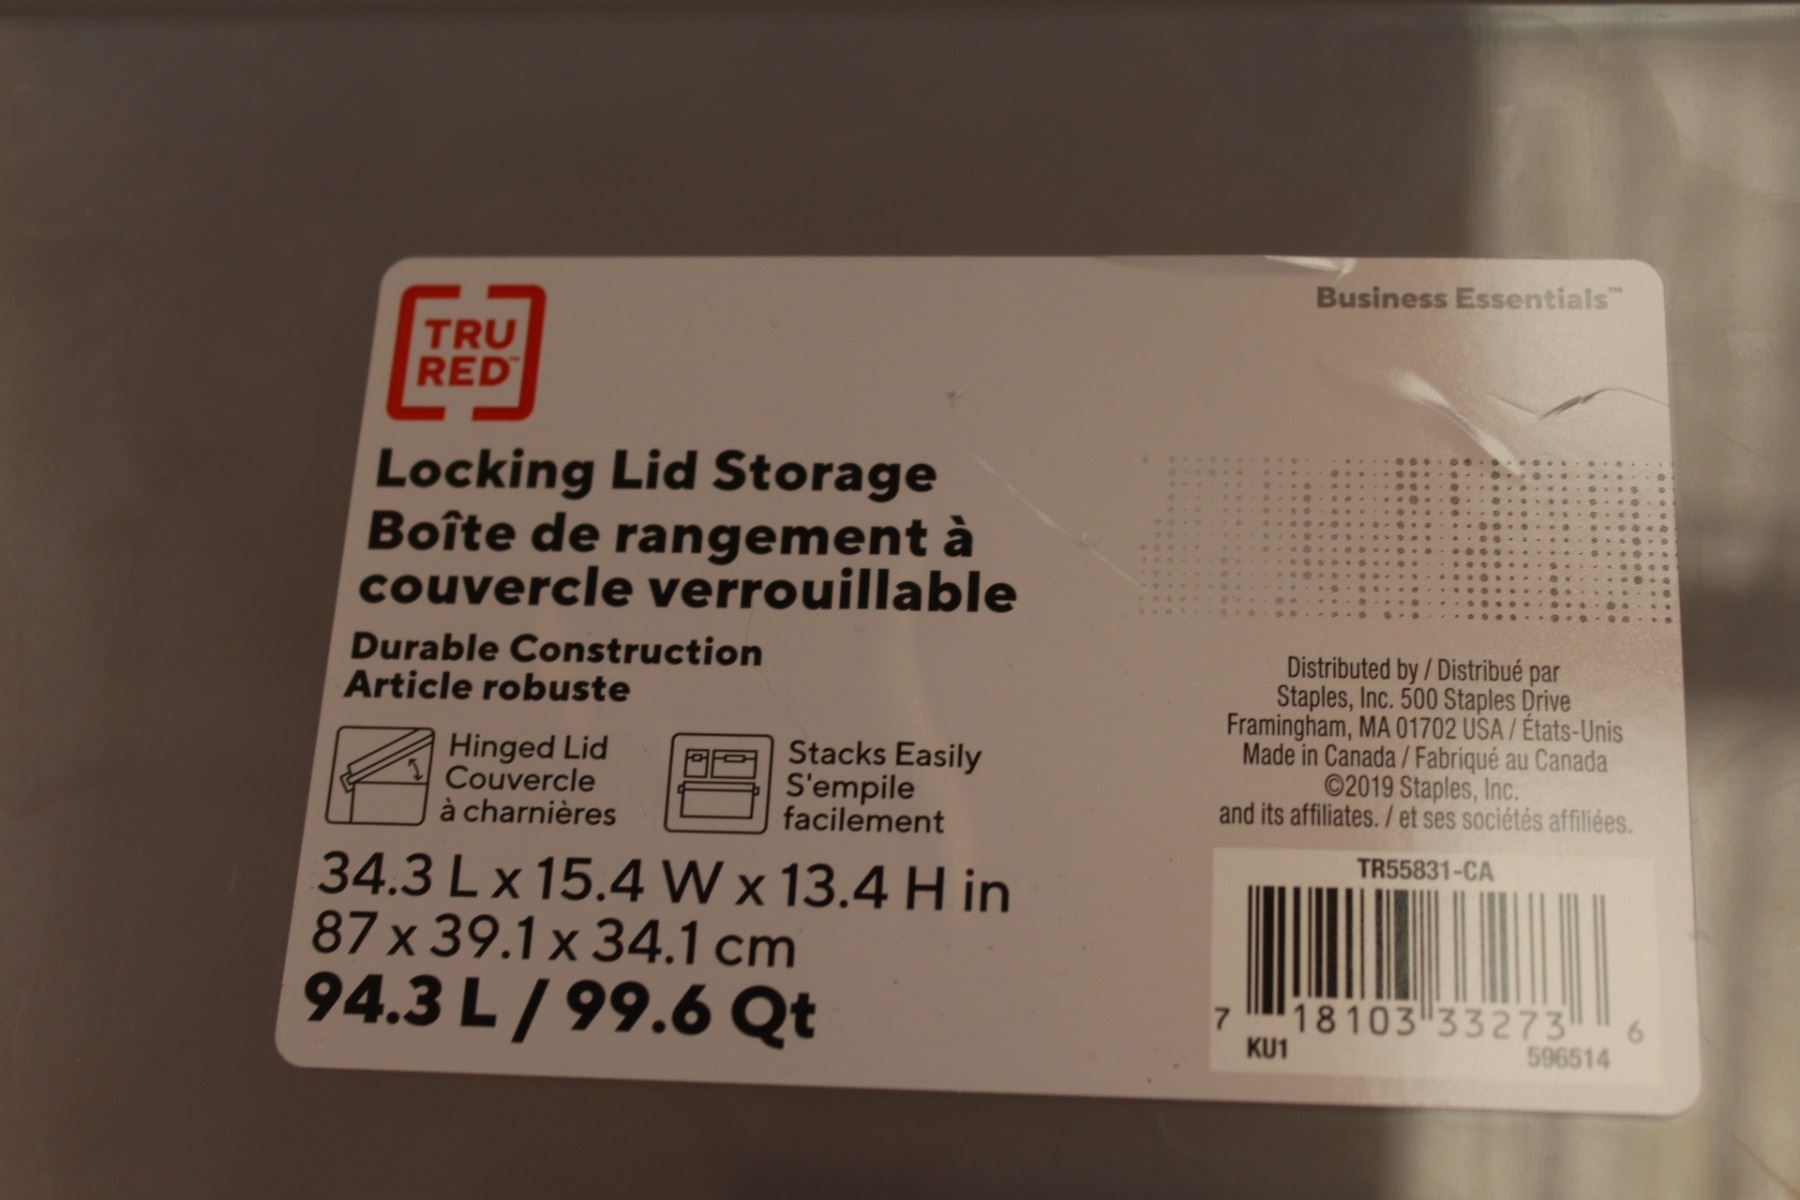 TRU
RED™
Business Essentials™
Locking Lid Storage
Boîte de rangement à
couvercle verrouillable
Durable Construction
Article robuste
Hinged Lid
Couvercle
à charnières
Stacks Easily
S'empile
facilement
34.3 L x 15.4 W x 13.4 H in
87 x 39.1 x 34.1 cm
94.3 L / 99.6 Qt
Distributed by / Distribué par
Staples, Inc. 500 Staples Drive
Framingham, MA 01702 USA / États-Unis
Made in Canada / Fabriqué au Canada
©2019 Staples, Inc.
and its affiliates. / et ses sociétés affiliées.
TR55831-CA
7 18103 33273 6
KU1 596514